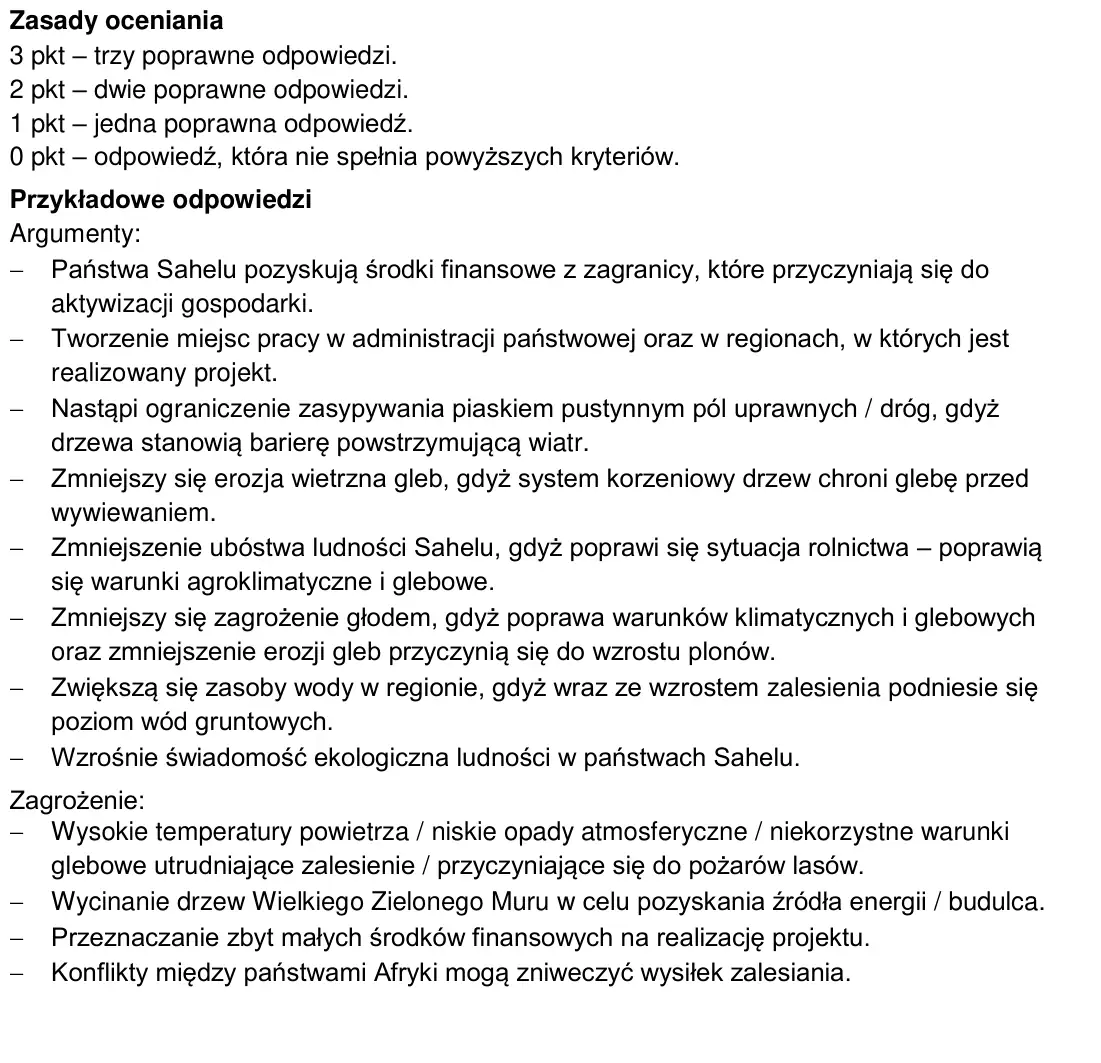 Zasady oceniania
3 pkt – trzy poprawne odpowiedzi.
2 pkt – dwie poprawne odpowiedzi.
1 pkt – jedna poprawna odpowiedź.
0 pkt – odpowiedź, która nie spełnia powyższych kryteriów.
Przykładowe odpowiedzi
Argumenty:
– Państwa Sahelu pozyskują środki finansowe z zagranicy, które przyczyniają się do
aktywizacji gospodarki.
– Tworzenie miejsc pracy w administracji państwowej oraz w regionach, w których jest
realizowany projekt.
– Nastąpi ograniczenie zasypywania piaskiem pustynnym pól uprawnych / dróg, gdyż
drzewa stanowią barierę powstrzymującą wiatr.
– Zmniejszy się erozja wietrzna gleb, gdyż system korzeniowy drzew chroni glebę przed
wywiewaniem.
– Zmniejszenie ubóstwa ludności Sahelu, gdyż poprawi się sytuacja rolnictwa – poprawią
się warunki agroklimatyczne i glebowe.
– Zmniejszy się zagrożenie głodem, gdyż poprawa warunków klimatycznych i glebowych
oraz zmniejszenie erozji gleb przyczynią się do wzrostu plonów.
– Zwiększą się zasoby wody w regionie, gdyż wraz ze wzrostem zalesienia podniesie się
poziom wód gruntowych.
– Wzrośnie świadomość ekologiczna ludności w państwach Sahelu.
Zagrożenie:
– Wysokie temperatury powietrza / niskie opady atmosferyczne / niekorzystne warunki
glebowe utrudniające zalesienie / przyczyniające się do pożarów lasów.
– Wycinanie drzew Wielkiego Zielonego Muru w celu pozyskania źródła energii / budulca.
– Przeznaczanie zbyt małych środków finansowych na realizację projektu.
– Konflikty między państwami Afryki mogą zniweczyć wysiłek zalesiania.